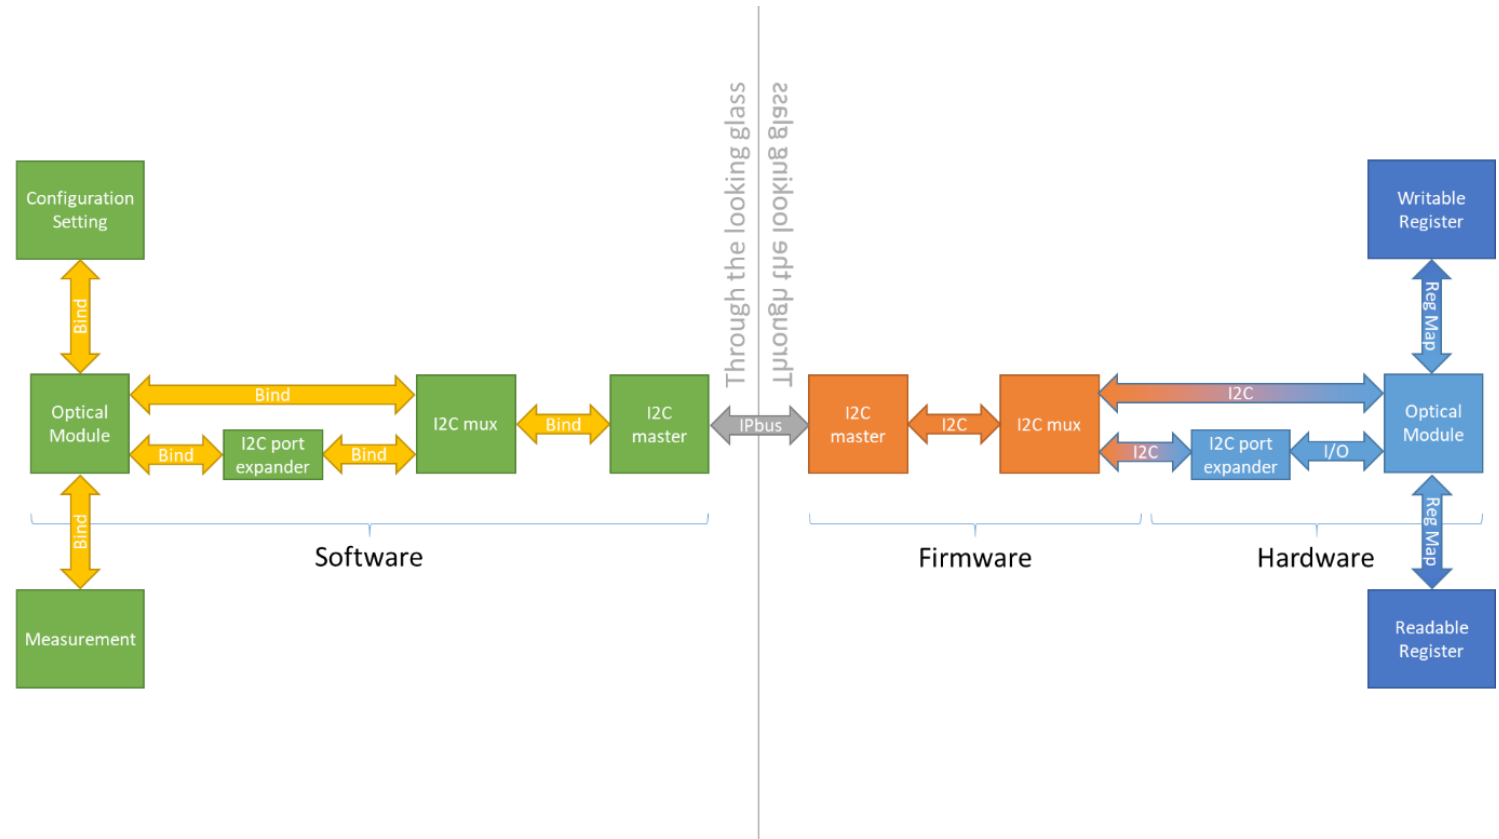 Through the looking glass
Through the looking glass
Configuration
Setting
Writable
Register
Bind
Reg Map
Optical
Module
Bind
Bind
I2C port
expander
Bind
I2C mux
Bind
I2C
master
IPbus
I2C
master
I2C
I2C mux
I2C
I2C
I2C port
expander
I/O
Optical
Module
Bind
Reg Map
Software
Firmware
Hardware
Measurement
Readable
Register